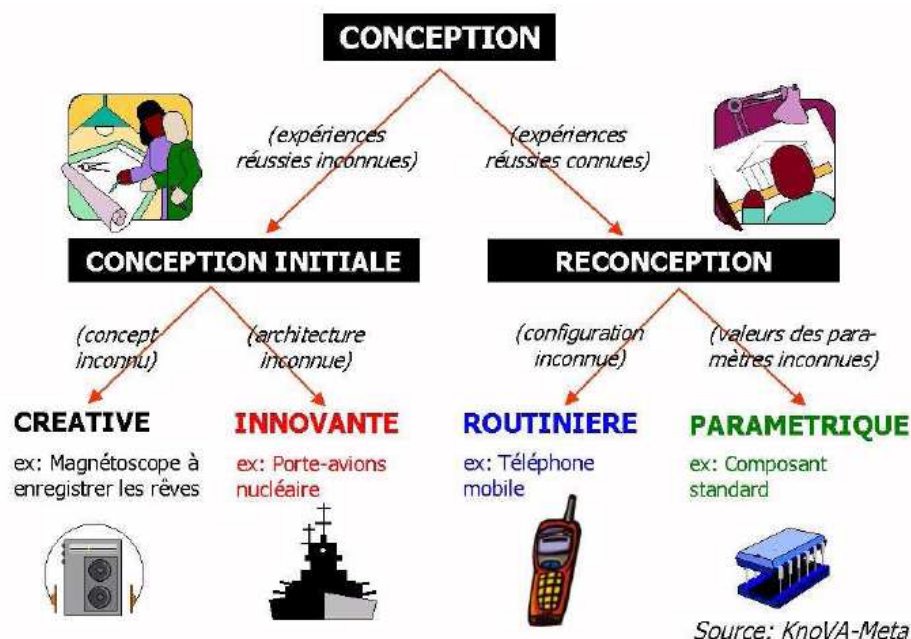 CONCEPTION
(expériences
réussies inconnues)
(expériences
réussies connues)
CONCEPTION INITIALE
RECONCEPTION
(concept
inconnu)
(architecture
inconnue)
(configuration
inconnue)
(valeurs des para-
mètres inconnues)
CREATIVE
ex: Magnétoscope à
enregistrer les rêves
INNOVANTE
ex: Porte-avions
nucléaire
ROUTINIERE
ex: Téléphone
mobile
PARAMETRIQUE
ex: Composant
standard
Source: KnoVA-Meta